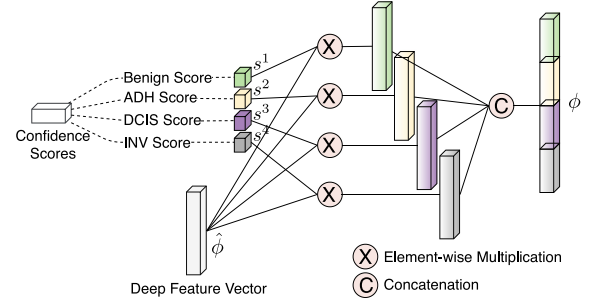 Benign Score
ADH Score
DCIS Score
INV Score
s¹
s²
s³
s⁴
Confidence
Scores
X
X
X
X
C
ϕ
ϕ̂
Deep Feature Vector
X Element-wise Multiplication
C Concatenation